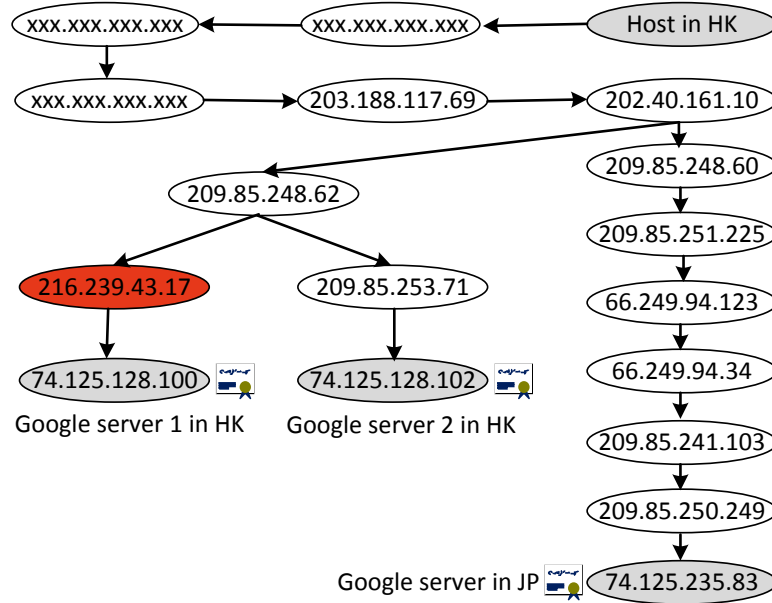 xxx.xxx.xxx.xxx
xxx.xxx.xxx.xxx
Host in HK
xxx.xxx.xxx.xxx
203.188.117.69
202.40.161.10
209.85.248.62
209.85.248.60
209.85.251.225
216.239.43.17
209.85.253.71
66.249.94.123
74.125.128.100
74.125.128.102
66.249.94.34
Google server 1 in HK
Google server 2 in HK
209.85.241.103
209.85.250.249
Google server in JP
74.125.235.83